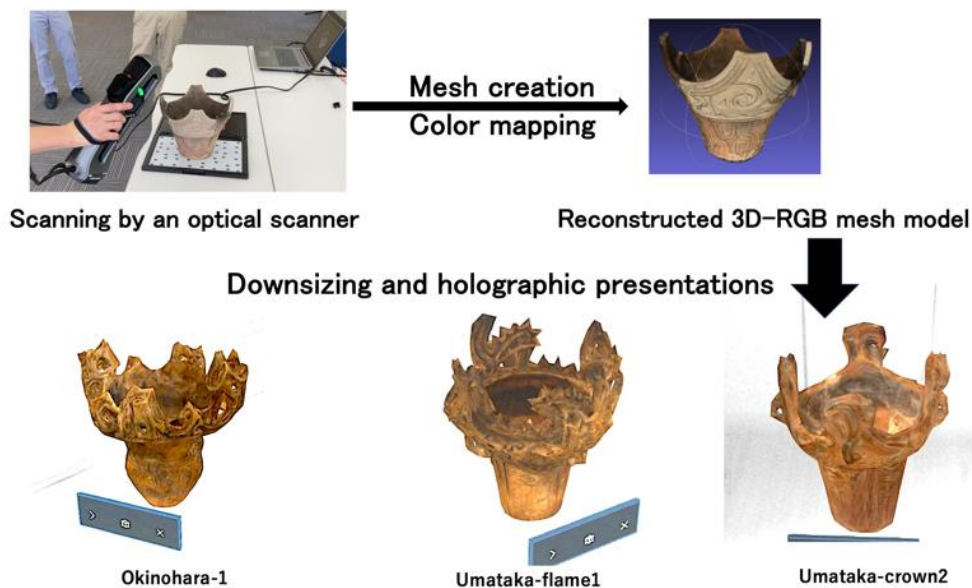 Mesh creation
Color mapping
Scanning by an optical scanner
Reconstructed 3D-RGB mesh model
Downsizing and holographic presentations
Okinohara-1
Umataka-flame1
Umataka-crown2